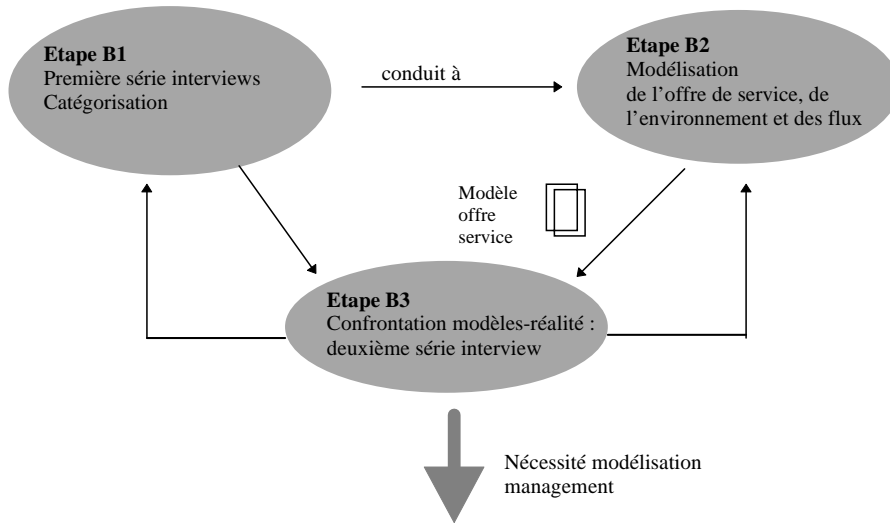 Etape B1
Première série interviews
Catégorisation
conduit à
Etape B2
Modélisation
de l’offre de service, de
l’environnement et des flux
Modèle
offre
service
Etape B3
Confrontation modèles-réalité :
deuxième série interview
Nécessité modélisation
management